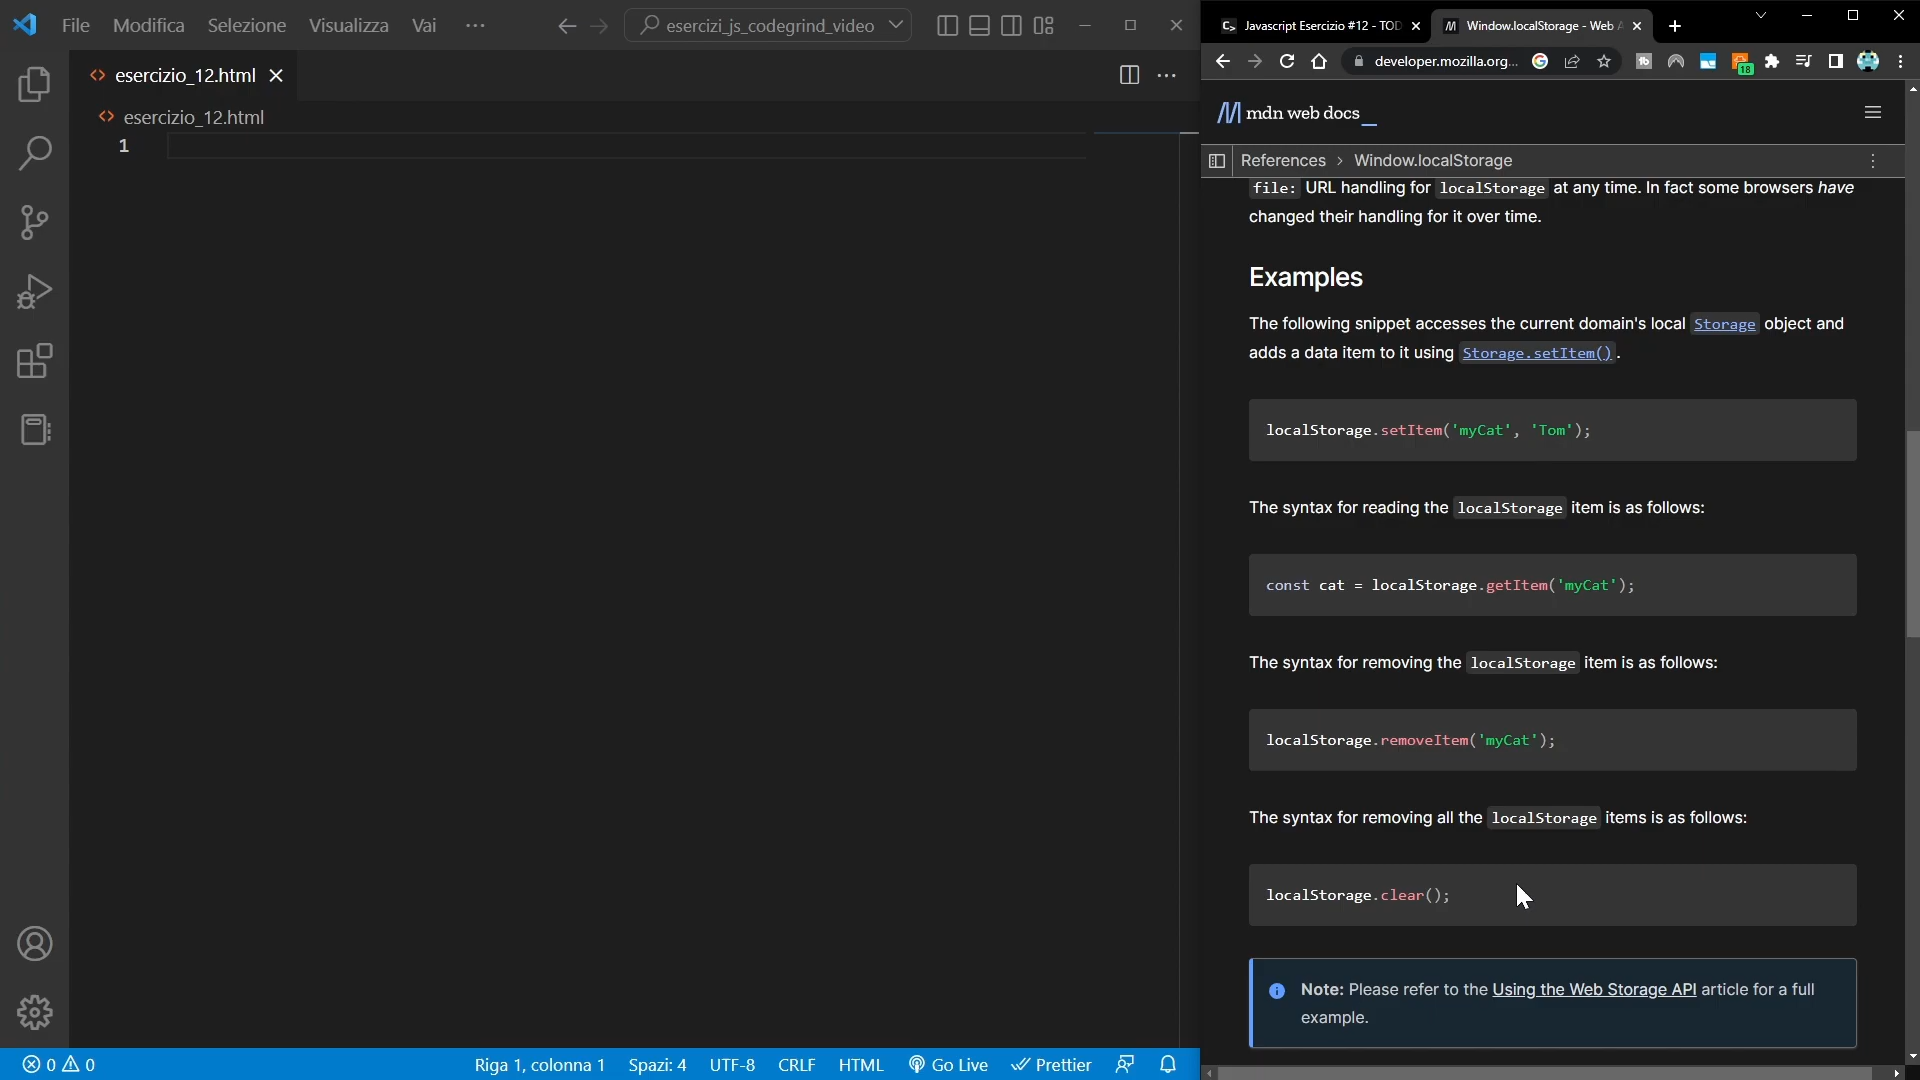 File Modifica Selezione Visualizza Vai ···
esercizi_js_codegrind_video
esercizio_12.html
esercizio_12.html
1
0 0
Riga 1, colonna 1 Spazi: 4 UTF-8 CRLF HTML Go Live Prettier
Javascript Esercizio #12 - TOD
Window.localStorage - Web A
developer.mozilla.org...
18
mdn web docs_
References > Window.localStorage
file: URL handling for localStorage at any time. In fact some browsers have
changed their handling for it over time.
Examples
The following snippet accesses the current domain's local Storage object and
adds a data item to it using Storage.setItem().
localStorage.setItem('myCat', 'Tom');
The syntax for reading the localStorage item is as follows:
const cat = localStorage.getItem('myCat');
The syntax for removing the localStorage item is as follows:
localStorage.removeItem('myCat');
The syntax for removing all the localStorage items is as follows:
localStorage.clear();
Note: Please refer to the Using the Web Storage API article for a full
example.